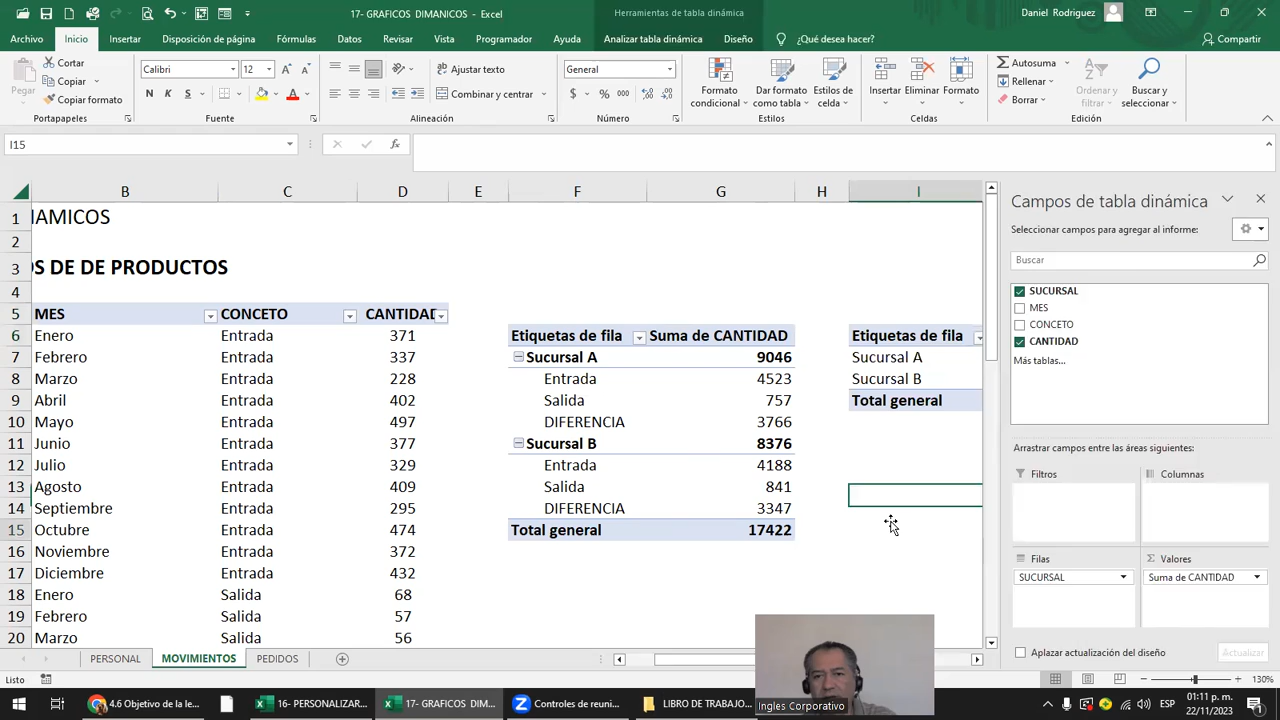 17- GRAFICOS DIMANICOS - Excel
Herramientas de tabla dinámica
Daniel Rodriguez
Archivo Inicio Insertar Disposición de página Fórmulas Datos Revisar Vista Programador Ayuda Analizar tabla dinámica Diseño ¿Qué desea hacer? Compartir
Pegar
Cortar
Copiar
Copiar formato
Portapapeles
Calibri 12
N K S
Fuente
Ajustar texto
Combinar y centrar
Alineación
General
$ % 000
Número
Formato condicional
Dar formato como tabla
Estilos de celda
Estilos
Insertar Eliminar Formato
Celdas
Autosuma
Rellenar
Borrar
Ordenar y filtrar
Buscar y seleccionar
Edición
I15
fx
B C D E F G H I
1 NAMICOS
2
3 OS DE DE PRODUCTOS
4
5 MES CONCETO CANTIDAD
6 Enero Entrada 371 Etiquetas de fila Suma de CANTIDAD Etiquetas de fila
7 Febrero Entrada 337 Sucursal A 9046 Sucursal A
8 Marzo Entrada 228 Entrada 4523 Sucursal B
9 Abril Entrada 402 Salida 757 Total general
10 Mayo Entrada 497 DIFERENCIA 3766
11 Junio Entrada 377 Sucursal B 8376
12 Julio Entrada 329 Entrada 4188
13 Agosto Entrada 409 Salida 841
14 Septiembre Entrada 295 DIFERENCIA 3347
15 Octubre Entrada 474 Total general 17422
16 Noviembre Entrada 372
17 Diciembre Entrada 432
18 Enero Salida 68
19 Febrero Salida 57
20 Marzo Salida 56
Campos de tabla dinámica
Seleccionar campos para agregar al informe:
Buscar
SUCURSAL
MES
CONCETO
CANTIDAD
Más tablas...
Arrastrar campos entre las áreas siguientes:
Filtros Columnas
Filas Valores
SUCURSAL Suma de CANTIDAD
Aplazar actualización del diseño Actualizar
PERSONAL MOVIMIENTOS PEDIDOS
Listo
130%
Ingles Corporativo
4.6 Objetivo de la le...
16- PERSONALIZAR...
17- GRAFICOS DIM...
Controles de reuni...
LIBRO DE TRABAJO...
ESP
01:11 p. m.
22/11/2023